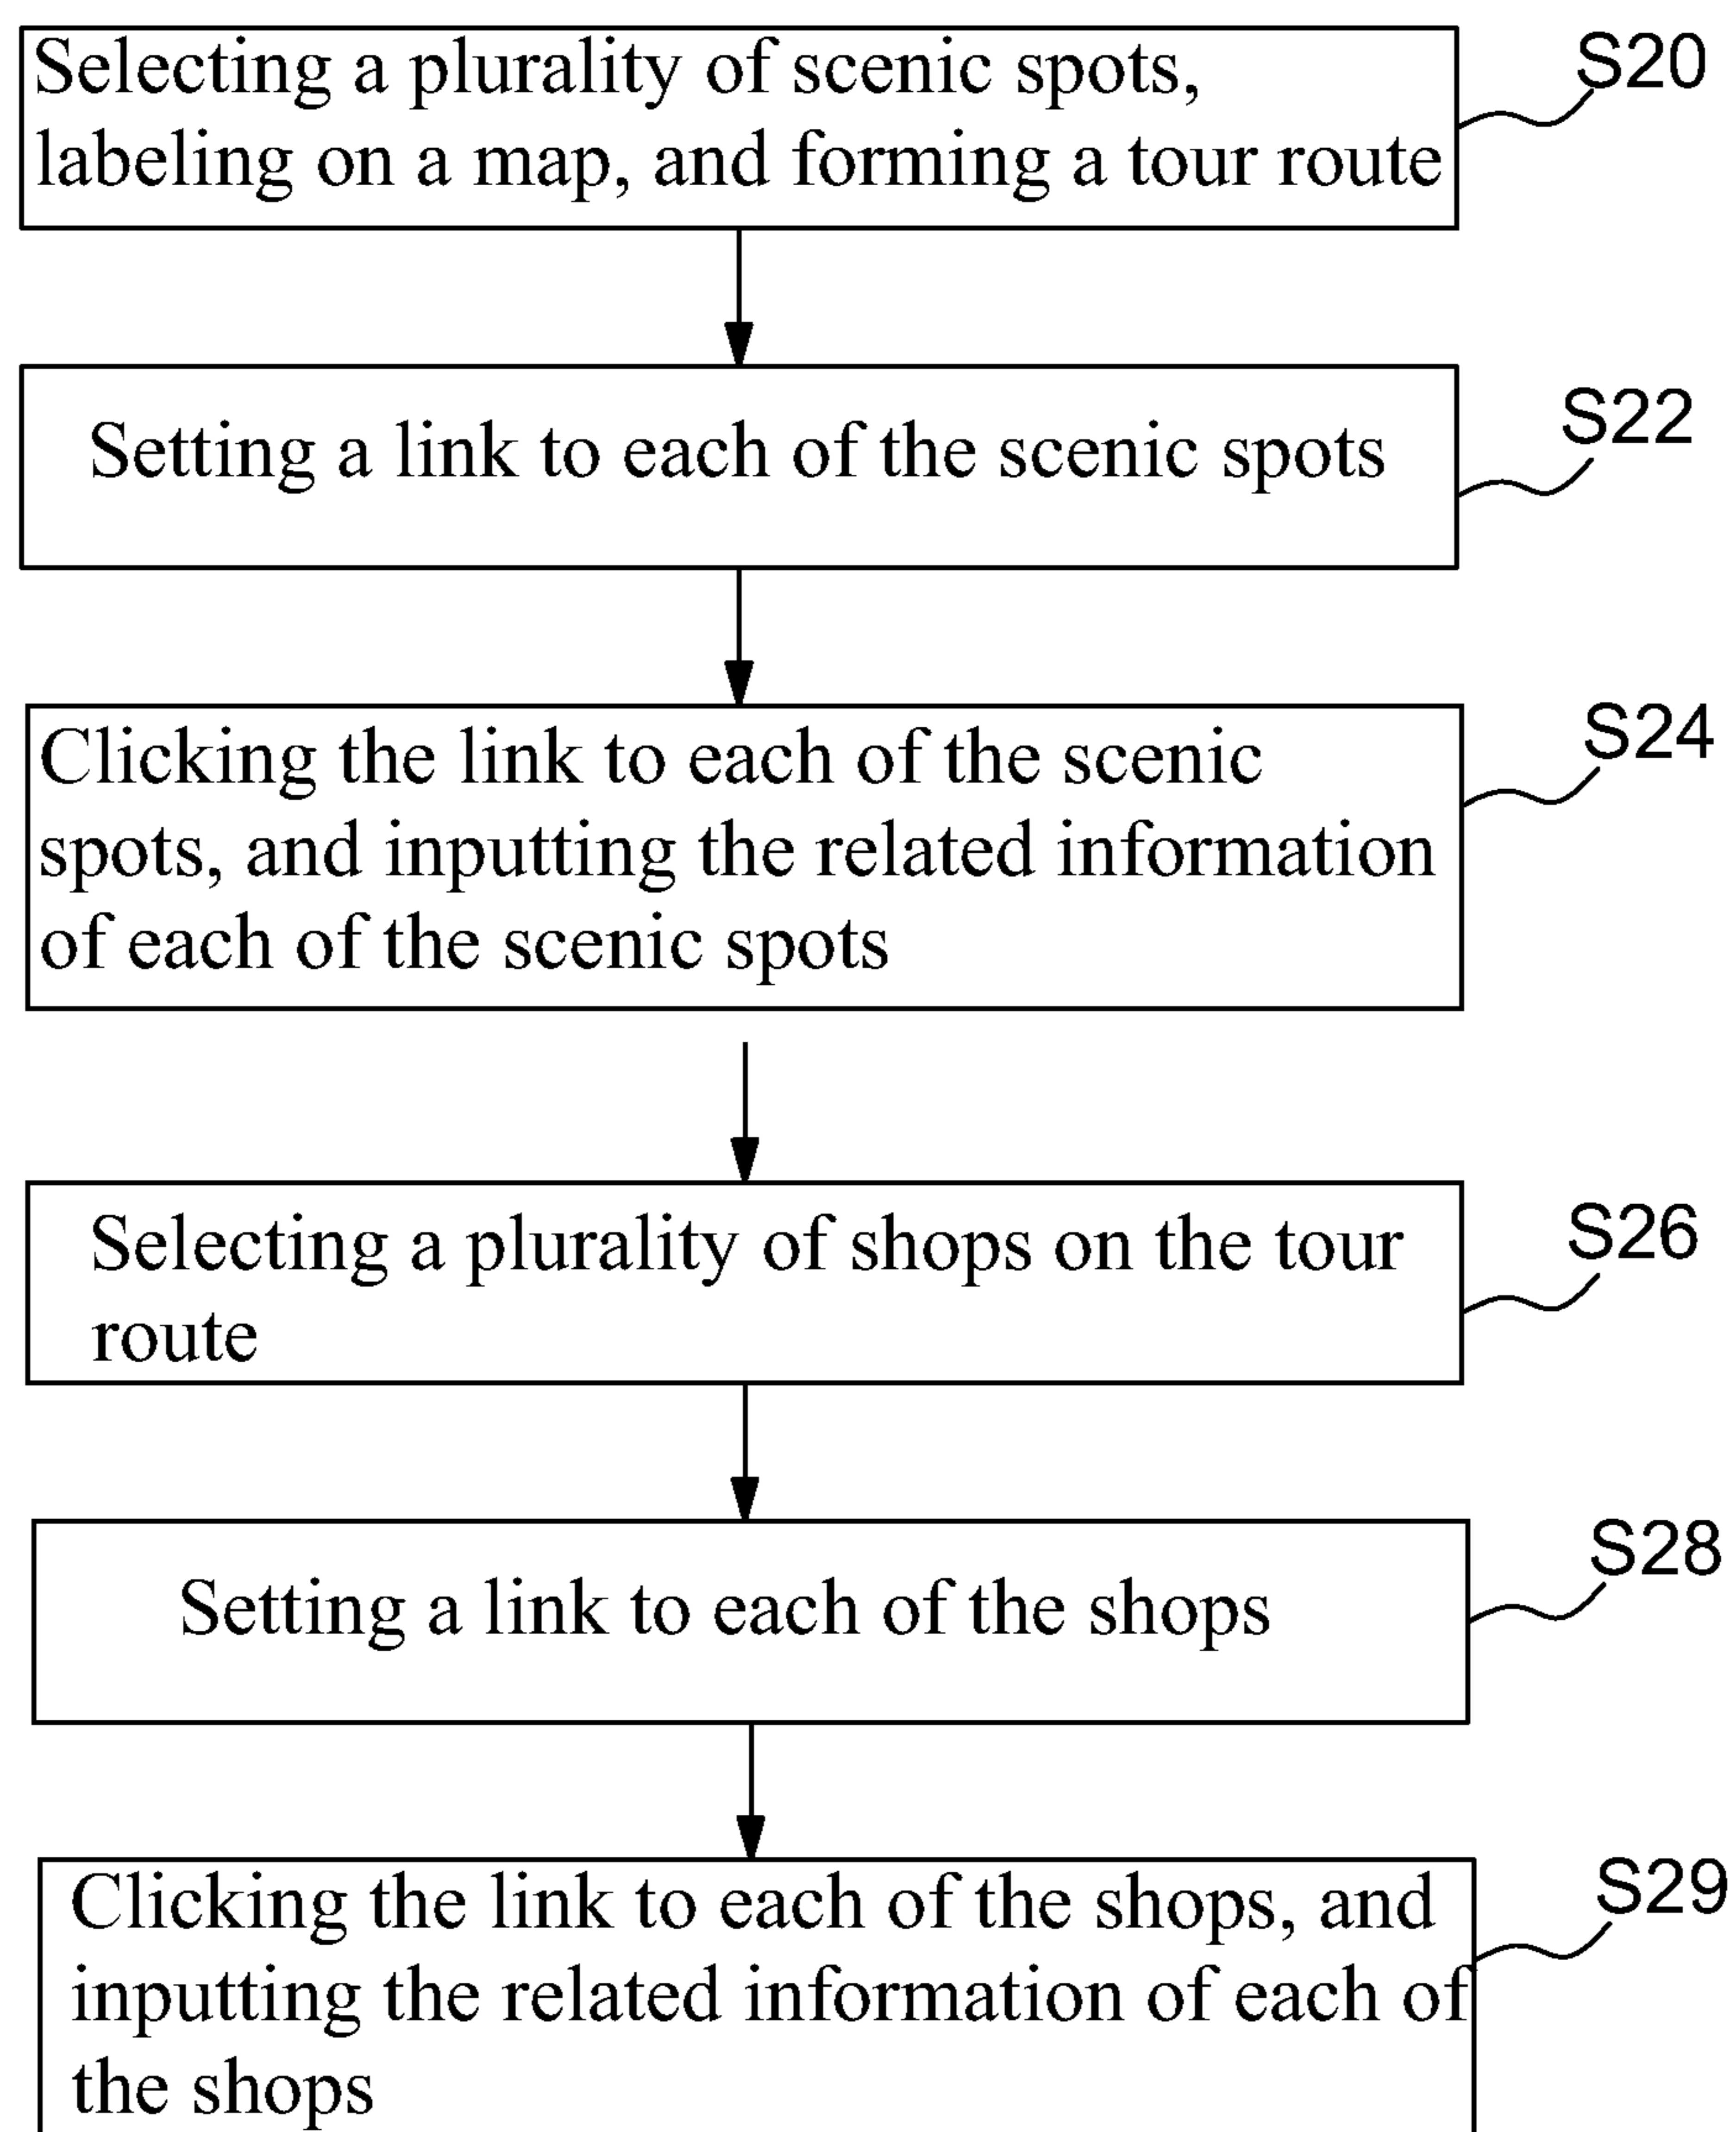 Selecting a plurality of scenic spots,
labeling on a map, and forming a tour route
S20
Setting a link to each of the scenic spots
S22
Clicking the link to each of the scenic
spots, and inputting the related information
of each of the scenic spots
S24
Selecting a plurality of shops on the tour
route
S26
Setting a link to each of the shops
S28
Clicking the link to each of the shops, and
inputting the related information of each of
the shops
S29